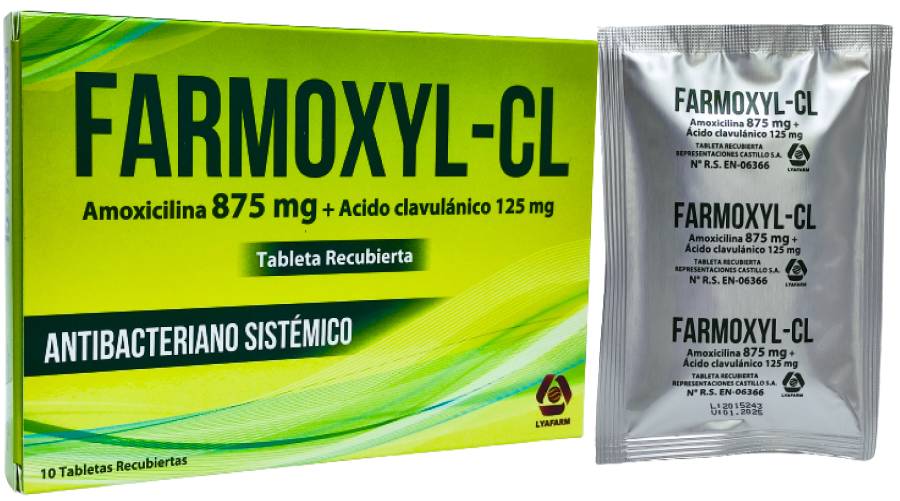 FARMOXYL-CL
Amoxicilina 875 mg + Acido clavulánico 125 mg
Tableta Recubierta
ANTIBACTERIANO SISTÉMICO
LYAFARM
10 Tabletas Recubiertas
FARMOXYL-CL
Amoxicilina 875 mg +
Ácido clavulánico 125 mg
TABLETA RECUBIERTA
REPRESENTACIONES CASTILLO S.A.
N° R.S. EN-06366
LYAFARM
FARMOXYL-CL
Amoxicilina 875 mg +
Ácido clavulánico 125 mg
TABLETA RECUBIERTA
REPRESENTACIONES CASTILLO S.A.
N° R.S. EN-06366
LYAFARM
FARMOXYL-CL
Amoxicilina 875 mg +
Ácido clavulánico 125 mg
TABLETA RECUBIERTA
REPRESENTACIONES CASTILLO S.A.
N° R.S. EN-06366
LYAFARM
L:2015243
V:01.2025